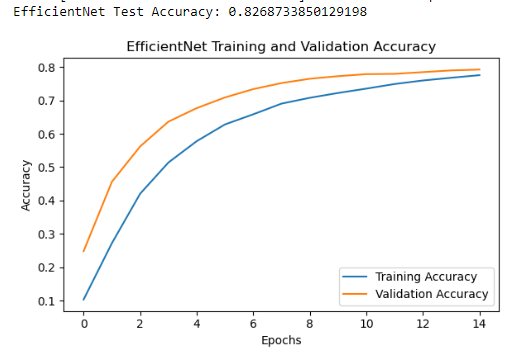 EfficientNet Test Accuracy: 0.8268733850129198
EfficientNet Training and Validation Accuracy
0.8
0.7
0.6
0.5
0.4
0.3
0.2
0.1
Accuracy
Training Accuracy
Validation Accuracy
0 2 4 6 8 10 12 14
Epochs